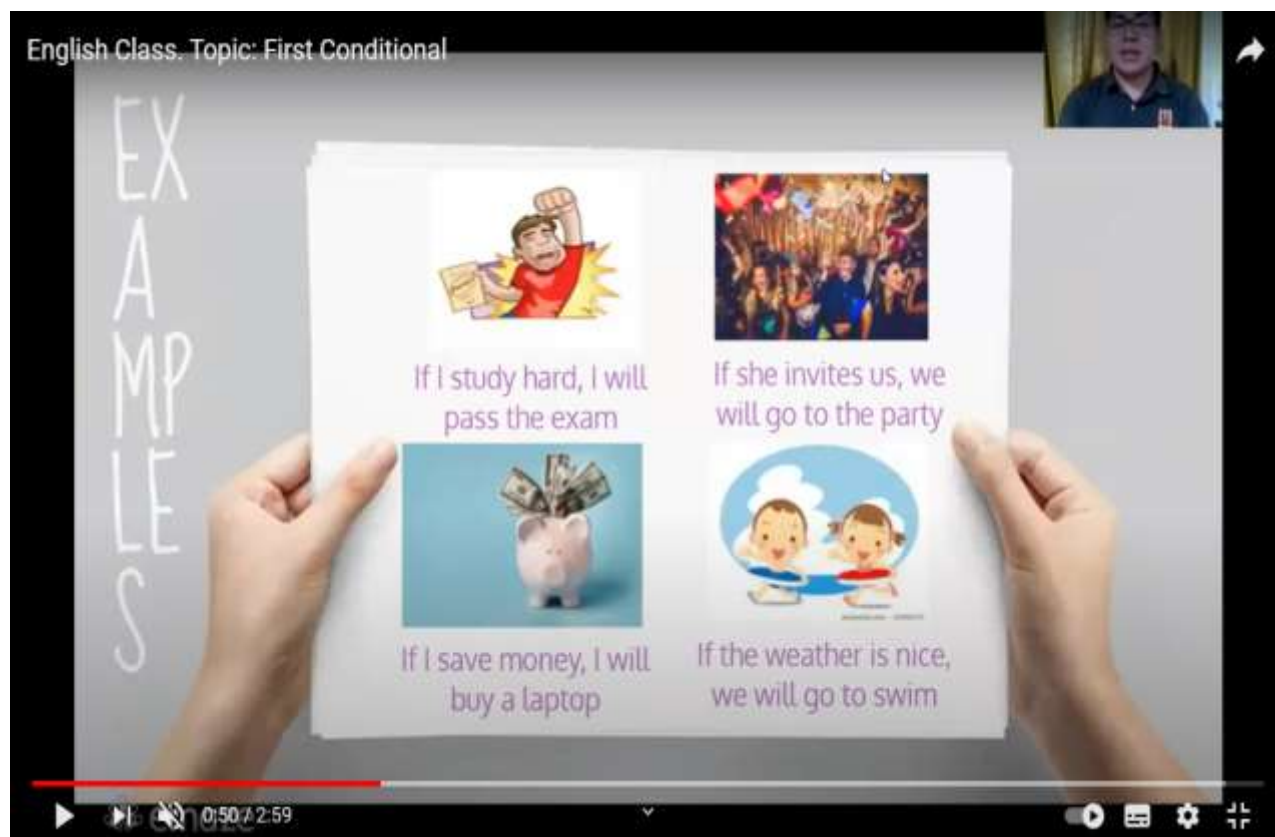 English Class. Topic: First Conditional
EX
A
MP
LE
S
If I study hard, I will
pass the exam
If she invites us, we
will go to the party
If I save money, I will
buy a laptop
If the weather is nice,
we will go to swim
0:50 / 2:59